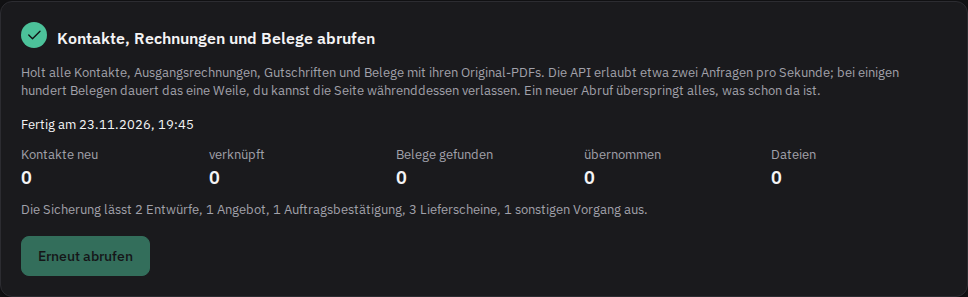 Kontakte, Rechnungen und Belege abrufen
Holt alle Kontakte, Ausgangsrechnungen, Gutschriften und Belege mit ihren Original-PDFs. Die API erlaubt etwa zwei Anfragen pro Sekunde; bei einigen
hundert Belegen dauert das eine Weile, du kannst die Seite währenddessen verlassen. Ein neuer Abruf überspringt alles, was schon da ist.
Fertig am 23.11.2026, 19:45
Kontakte neu verknüpft Belege gefunden übernommen Dateien
0 0 0 0 0
Die Sicherung lässt 2 Entwürfe, 1 Angebot, 1 Auftragsbestätigung, 3 Lieferscheine, 1 sonstigen Vorgang aus.
Erneut abrufen